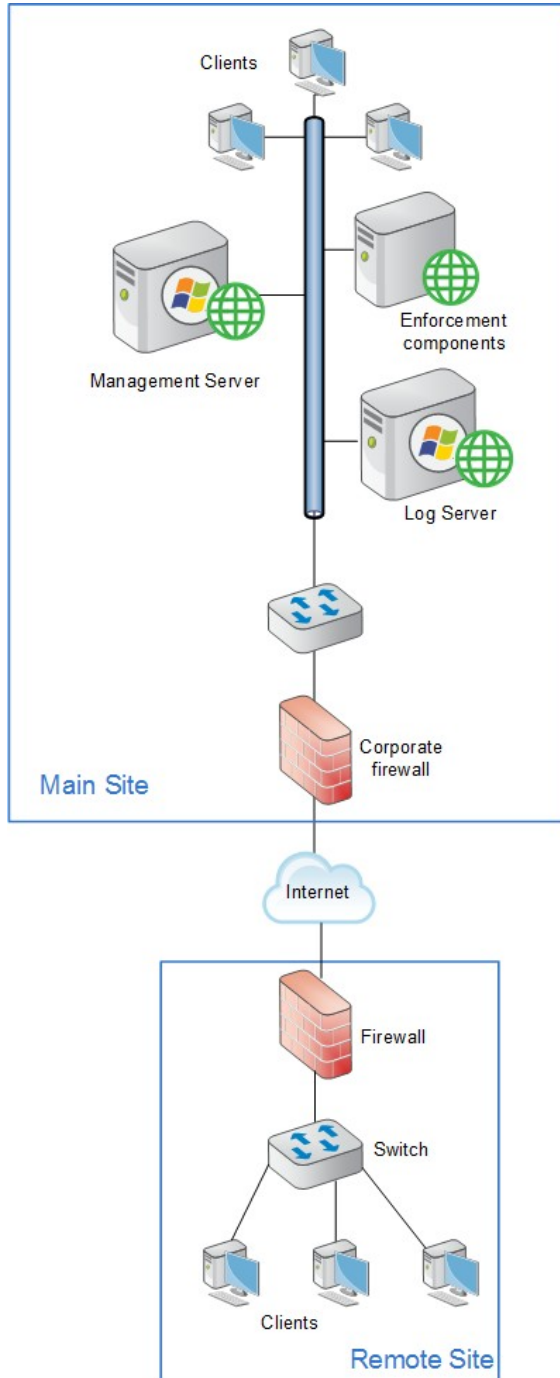 Clients
Management Server
Enforcement
components
Log Server
Corporate
firewall
Main Site
Internet
Firewall
Switch
Clients
Remote Site